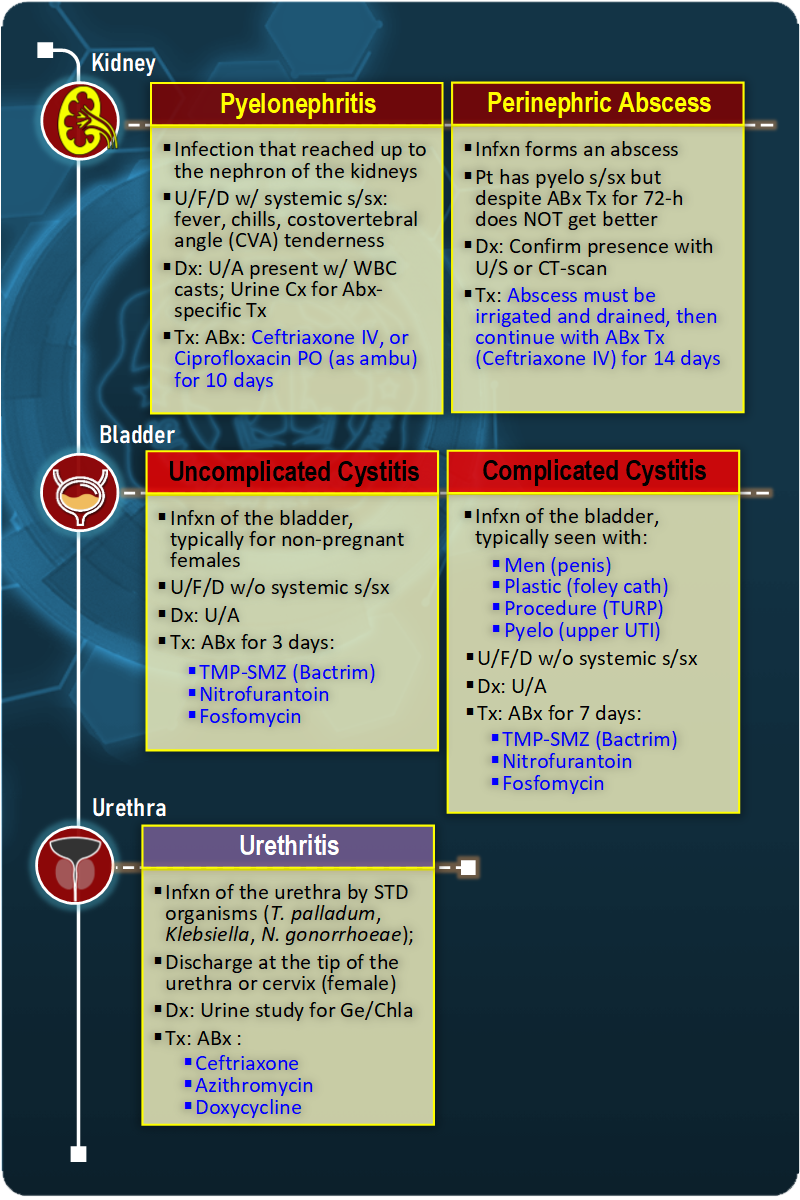 Kidney
Pyelonephritis
▪Infection that reached up to
the nephron of the kidneys
▪U/F/D w/ systemic s/sx:
fever, chills, costovertebral
angle (CVA) tenderness
▪Dx: U/A present w/ WBC
casts; Urine Cx for Abx-
specific Tx
▪Tx: ABx: Ceftriaxone IV, or
Ciprofloxacin PO (as ambu)
for 10 days
Perinephric Abscess
▪Infxn forms an abscess
▪Pt has pyelo s/sx but
despite ABx Tx for 72-h
does NOT get better
▪Dx: Confirm presence with
U/S or CT-scan
▪Tx: Abscess must be
irrigated and drained, then
continue with ABx Tx
(Ceftriaxone IV) for 14 days
Bladder
Uncomplicated Cystitis
▪Infxn of the bladder,
typically for non-pregnant
females
▪U/F/D w/o systemic s/sx
▪Dx: U/A
▪Tx: ABx for 3 days:
▪TMP-SMZ (Bactrim)
▪Nitrofurantoin
▪Fosfomycin
Complicated Cystitis
▪Infxn of the bladder,
typically seen with:
▪Men (penis)
▪Plastic (foley cath)
▪Procedure (TURP)
▪Pyelo (upper UTI)
▪U/F/D w/o systemic s/sx
▪Dx: U/A
▪Tx: ABx for 7 days:
▪TMP-SMZ (Bactrim)
▪Nitrofurantoin
▪Fosfomycin
Urethra
Urethritis
▪Infxn of the urethra by STD
organisms (T. palladum,
Klebsiella, N. gonorrhoeae);
▪Discharge at the tip of the
urethra or cervix (female)
▪Dx: Urine study for Ge/Chla
▪Tx: ABx :
▪Ceftriaxone
▪Azithromycin
▪Doxycycline